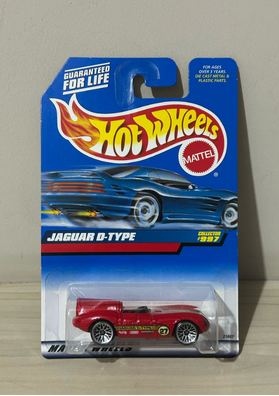 GUARANTEED
FOR LIFE
FOR AGES
OVER 3 YEARS.
DIE CAST METAL &
PLASTIC PARTS.
Hot Wheels
MATTEL
JAGUAR D-TYPE
COLLECTOR
#997
27